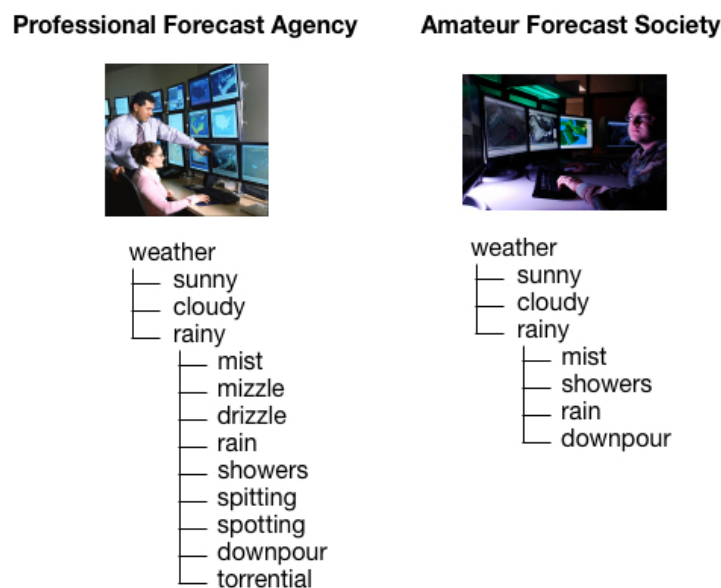 Professional Forecast Agency
weather
sunny
cloudy
rainy
mist
mizzle
drizzle
rain
showers
spitting
spotting
downpour
torrential
Amateur Forecast Society
weather
sunny
cloudy
rainy
mist
showers
rain
downpour